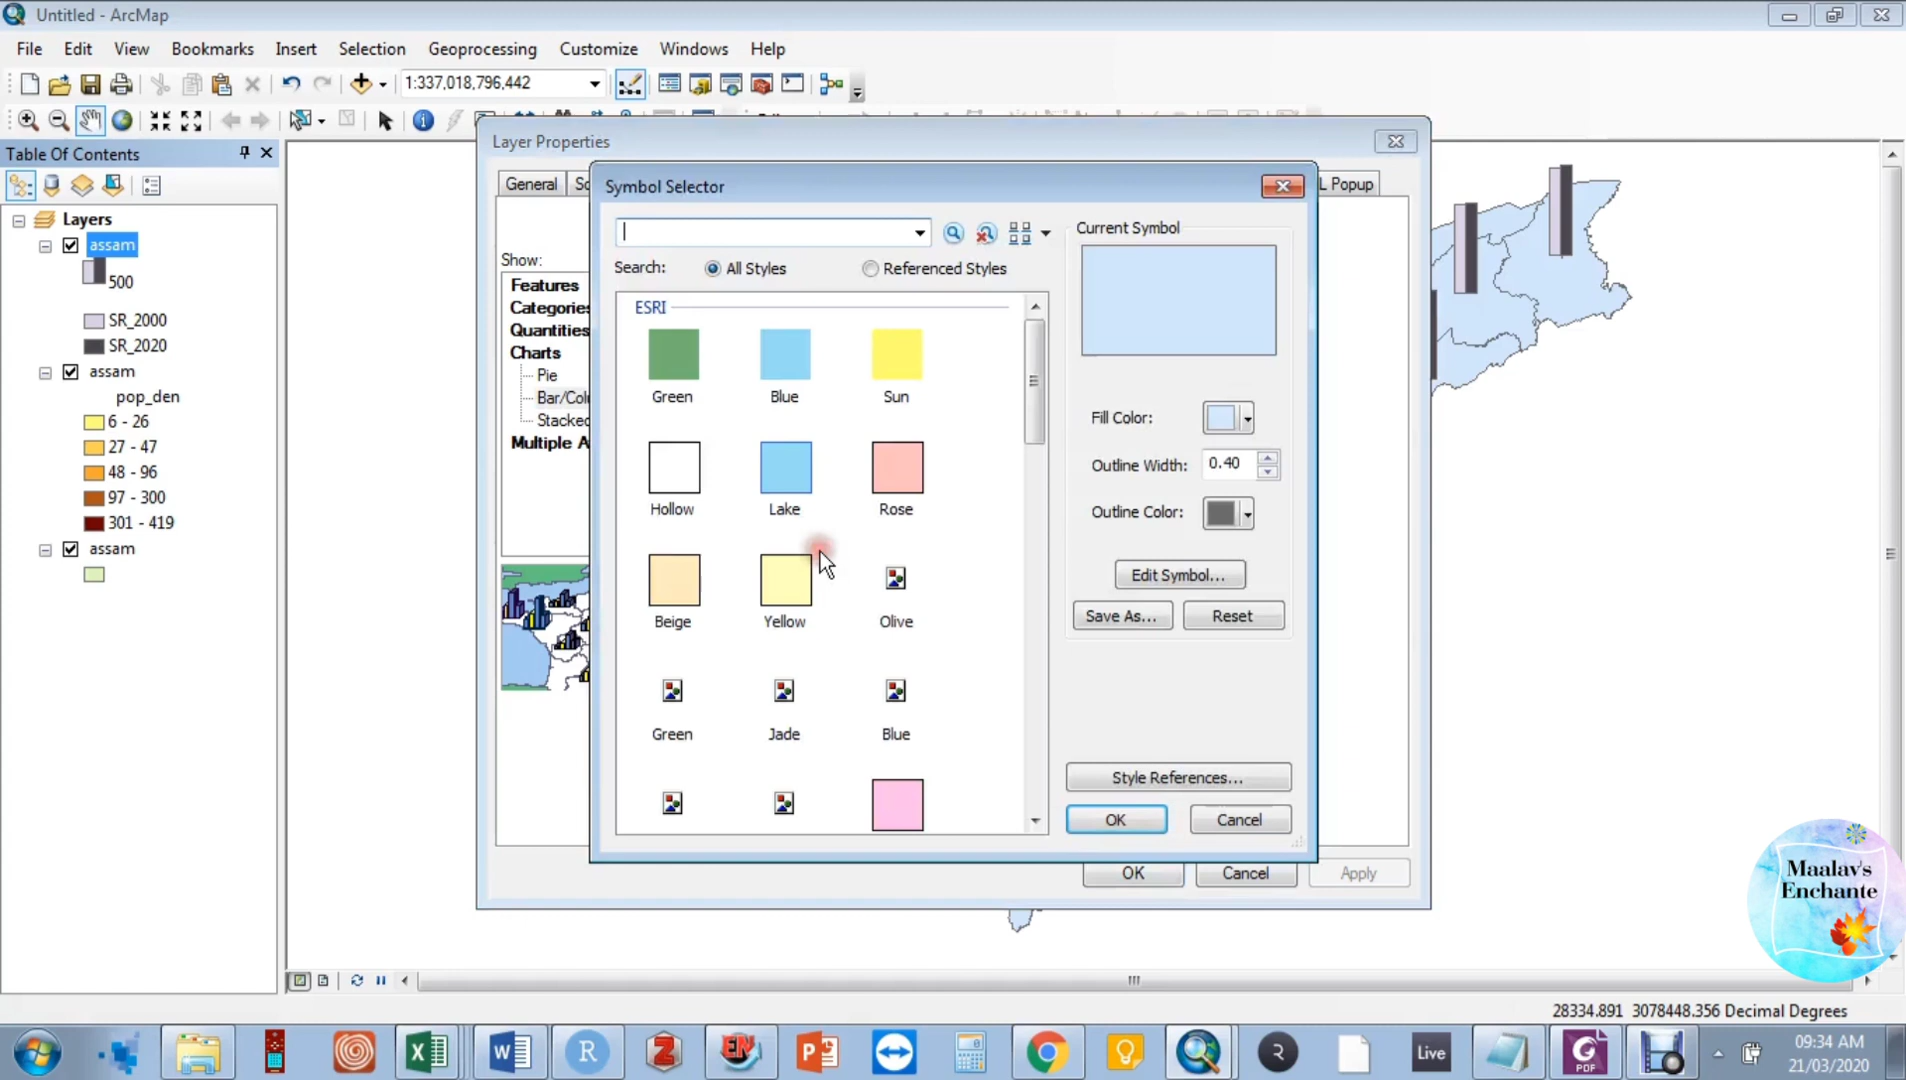 Untitled - ArcMap
File Edit View Bookmarks Insert Selection Geoprocessing Customize Windows Help
1:337,018,796,442
Table Of Contents
Layers
assam
500
SR_2000
SR_2020
assam
pop_den
6 - 26
27 - 47
48 - 96
97 - 300
301 - 419
assam
Layer Properties
General
L Popup
Show:
Features
Categories
Quantities
Charts
Pie
Bar/Colu
Stacked
Multiple A
Symbol Selector
Search: All Styles Referenced Styles
ESRI
Green Blue Sun
Hollow Lake Rose
Beige Yellow Olive
Green Jade Blue
Current Symbol
Fill Color:
Outline Width: 0.40
Outline Color:
Edit Symbol...
Save As... Reset
Style References...
OK Cancel
OK Cancel Apply
Maalav's
Enchante
28334.891 3078448.356 Decimal Degrees
Live
PDF
09:34 AM
21/03/2020